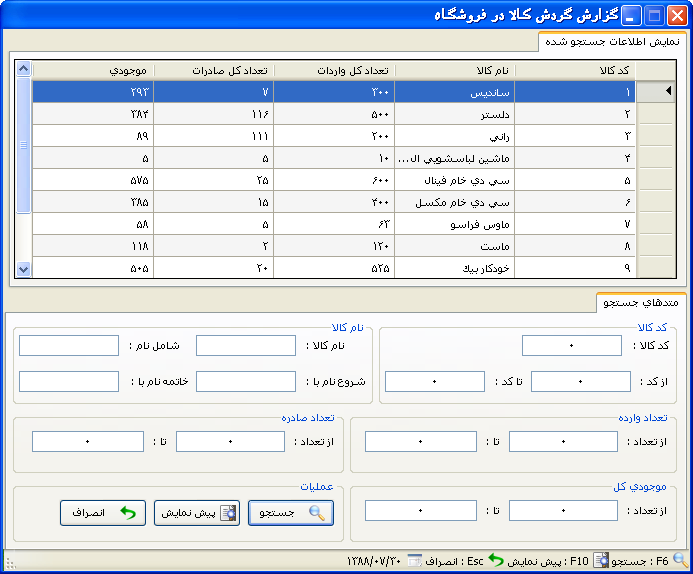 گزارش گردش کالا در فروشگاه
نمایش اطلاعات جستجو شده
کد کالا نام کالا تعداد کل واردات تعداد کل صادرات موجودي
۱ سانديس ۳۰۰ ۷ ۲۹۳
۲ دلستر ۵۰۰ ۱۱۶ ۳۸۴
۳ راني ۲۰۰ ۱۱۱ ۸۹
۴ ماشين لباسشويي ال... ۱۰ ۵ ۵
۵ سي دي خام فينال ۶۰۰ ۲۵ ۵۷۵
۶ سي دي خام مكسل ۴۰۰ ۱۵ ۳۸۵
۷ ماوس فراسو ۶۳ ۵ ۵۸
۸ ماست ۱۲۰ ۲ ۱۱۸
۹ خودكار بيك ۵۲۵ ۲۰ ۵۰۵
متدهاي جستجو
کد کالا
کد کالا : ۰
از کد : ۰ تا کد : ۰
نام کالا
نام کالا : شامل نام :
شروع نام با : خاتمه نام با :
تعداد وارده
از تعداد : ۰ تا : ۰
تعداد صادره
از تعداد : ۰ تا : ۰
موجودي کل
از تعداد : ۰ تا : ۰
عمليات
جستجو پيش نمايش انصراف
F6 : جستجو F10 : پيش نمايش Esc : انصراف ۱۳۸۸/۰۷/۳۰